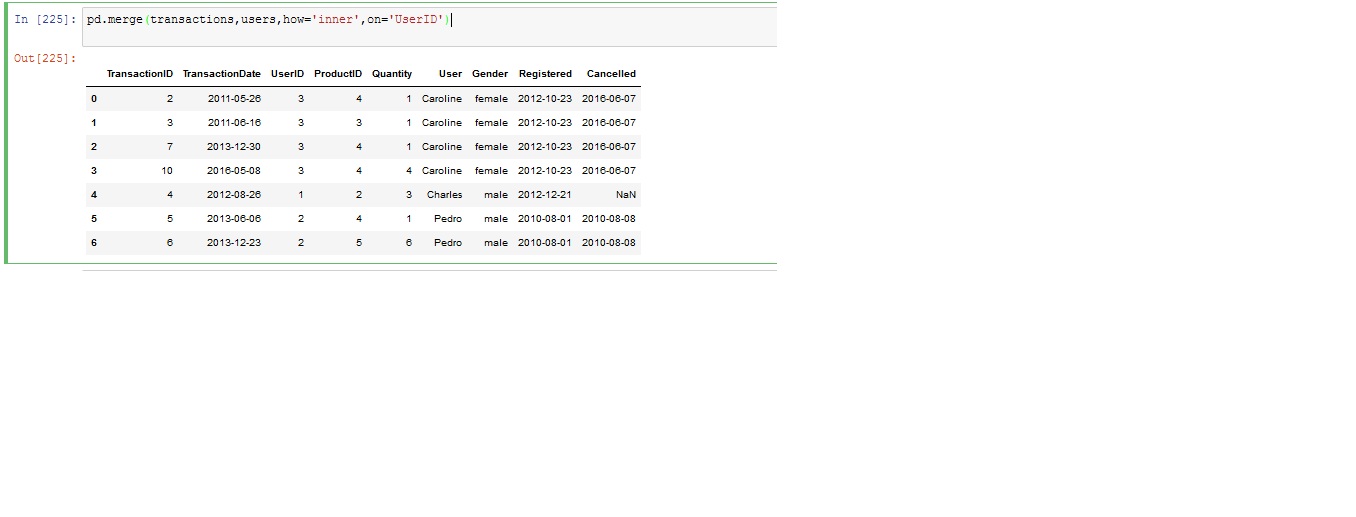 In [225]: pd.merge(transactions,users,how='inner',on='UserID')
Out[225]:
TransactionID TransactionDate UserID ProductID Quantity User Gender Registered Cancelled
0 2 2011-05-26 3 4 1 Caroline female 2012-10-23 2016-06-07
1 3 2011-06-16 3 3 1 Caroline female 2012-10-23 2016-06-07
2 7 2013-12-30 3 4 1 Caroline female 2012-10-23 2016-06-07
3 10 2016-05-08 3 4 4 Caroline female 2012-10-23 2016-06-07
4 4 2012-08-26 1 2 3 Charles male 2012-12-21 NaN
5 5 2013-06-06 2 4 1 Pedro male 2010-08-01 2010-08-08
6 6 2013-12-23 2 5 6 Pedro male 2010-08-01 2010-08-08